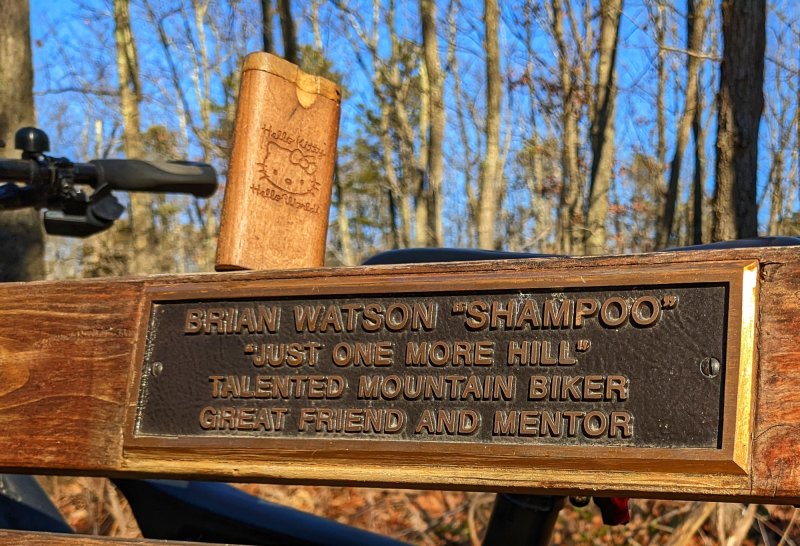 Hello Kitty
Hello World!
BRIAN WATSON "SHAMPOO"
"JUST ONE MORE HILL"
TALENTED MOUNTAIN BIKER
GREAT FRIEND AND MENTOR